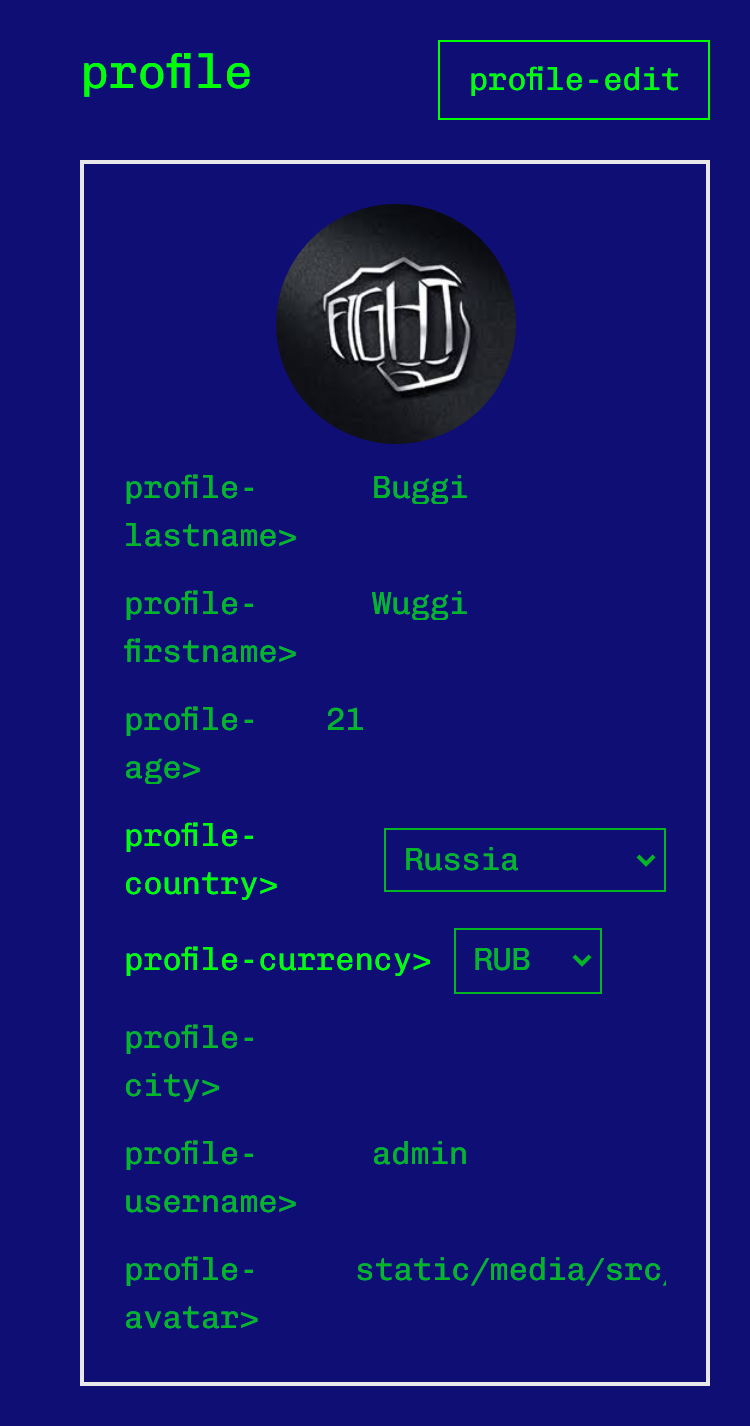 profile
profile-edit
FIGHT
profile- Buggi
lastname>
profile- Wuggi
firstname>
profile- 21
age>
profile-
country> Russia
profile-currency> RUB
profile-
city>
profile- admin
username>
profile- static/media/src/
avatar>